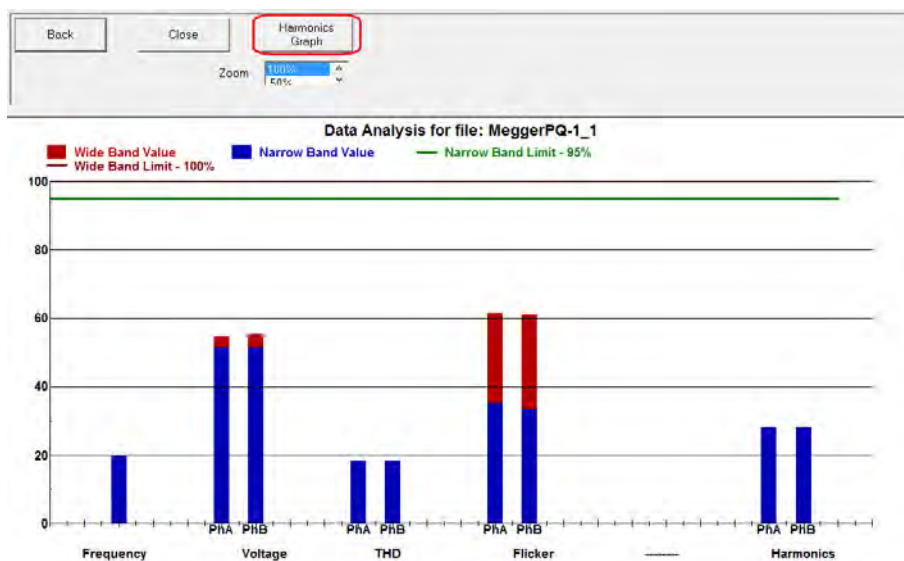 Back
Close
Harmonics
Graph
Zoom
100%
50%
Data Analysis for file: MeggerPQ-1_1
Wide Band Value
Narrow Band Value
Narrow Band Limit - 95%
Wide Band Limit - 100%
100
80
60
40
20
0
PhA PhB PhA PhB PhA PhB PhA PhB
Frequency Voltage THD Flicker -------- Harmonics